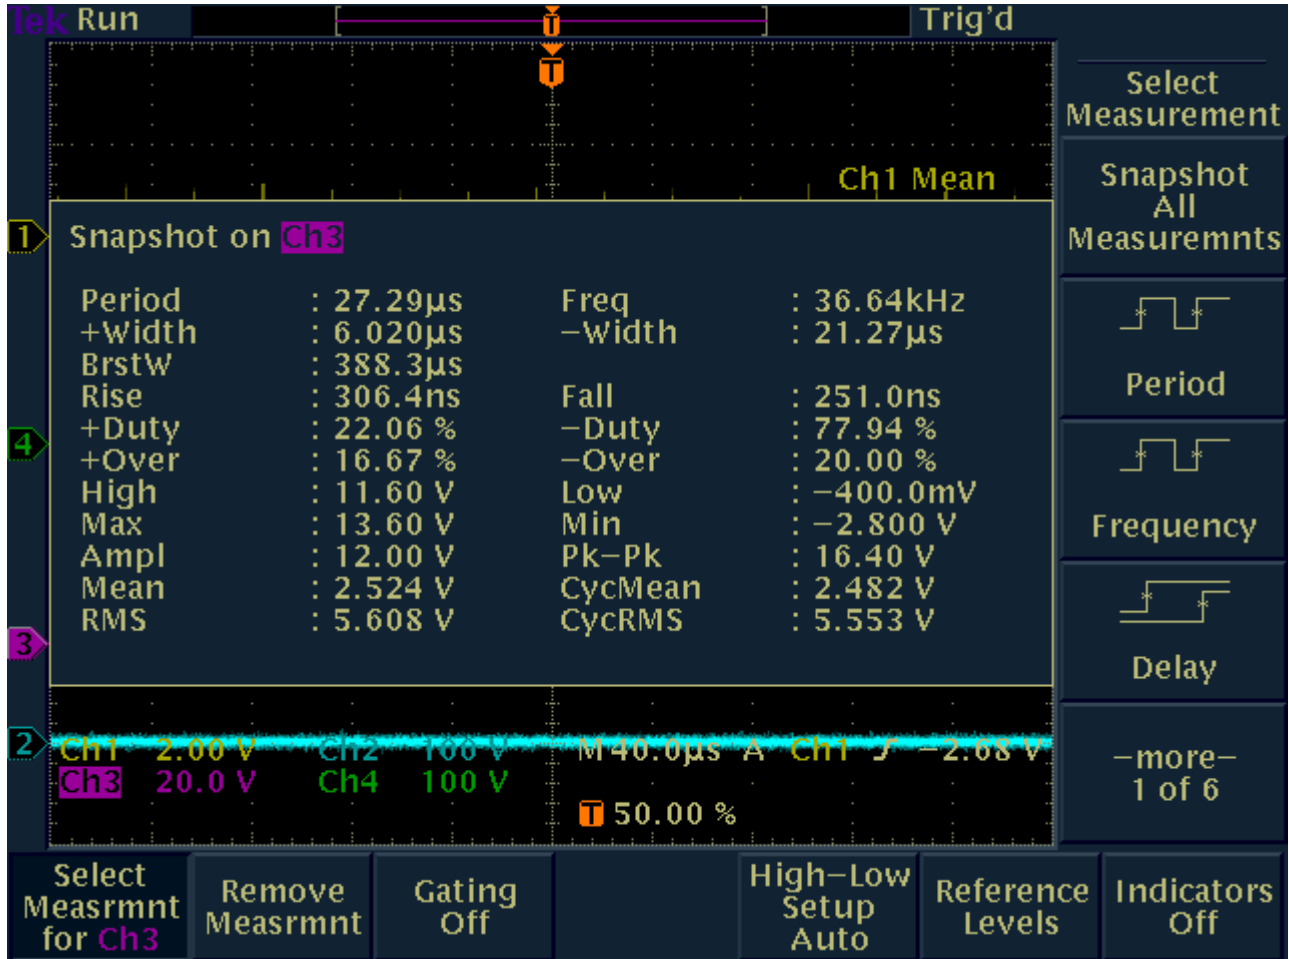 Tek Run Trig'd
T
T
Select
Measurement
Ch1 Mean
Snapshot
All
Measuremnts
1
Snapshot on Ch3
Period : 27.29μs Freq : 36.64kHz
+Width : 6.020μs −Width : 21.27μs
BrstW : 388.3μs
Rise : 306.4ns Fall : 251.0ns
+Duty : 22.06 % −Duty : 77.94 %
+Over : 16.67 % −Over : 20.00 %
High : 11.60 V Low : −400.0mV
Max : 13.60 V Min : −2.800 V
Ampl : 12.00 V Pk−Pk : 16.40 V
Mean : 2.524 V CycMean : 2.482 V
RMS : 5.608 V CycRMS : 5.553 V
4
3
2
Period
Frequency
Delay
−more−
1 of 6
Ch1 2.00 V Ch2 100 V M 40.0μs A Ch1 −2.68 V
Ch3 20.0 V Ch4 100 V
T 50.00 %
Select
Measrmnt
for Ch3
Remove
Measrmnt
Gating
Off
High−Low
Setup
Auto
Reference
Levels
Indicators
Off